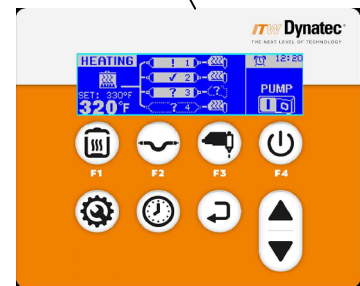 ITW Dynatec
THE NEXT LEVEL OF TECHNOLOGY
HEATING
! 1
12:20
✓ 2
SET: 330°F
? 3
?
PUMP
320°F
? 4
F1 F2 F3 F4